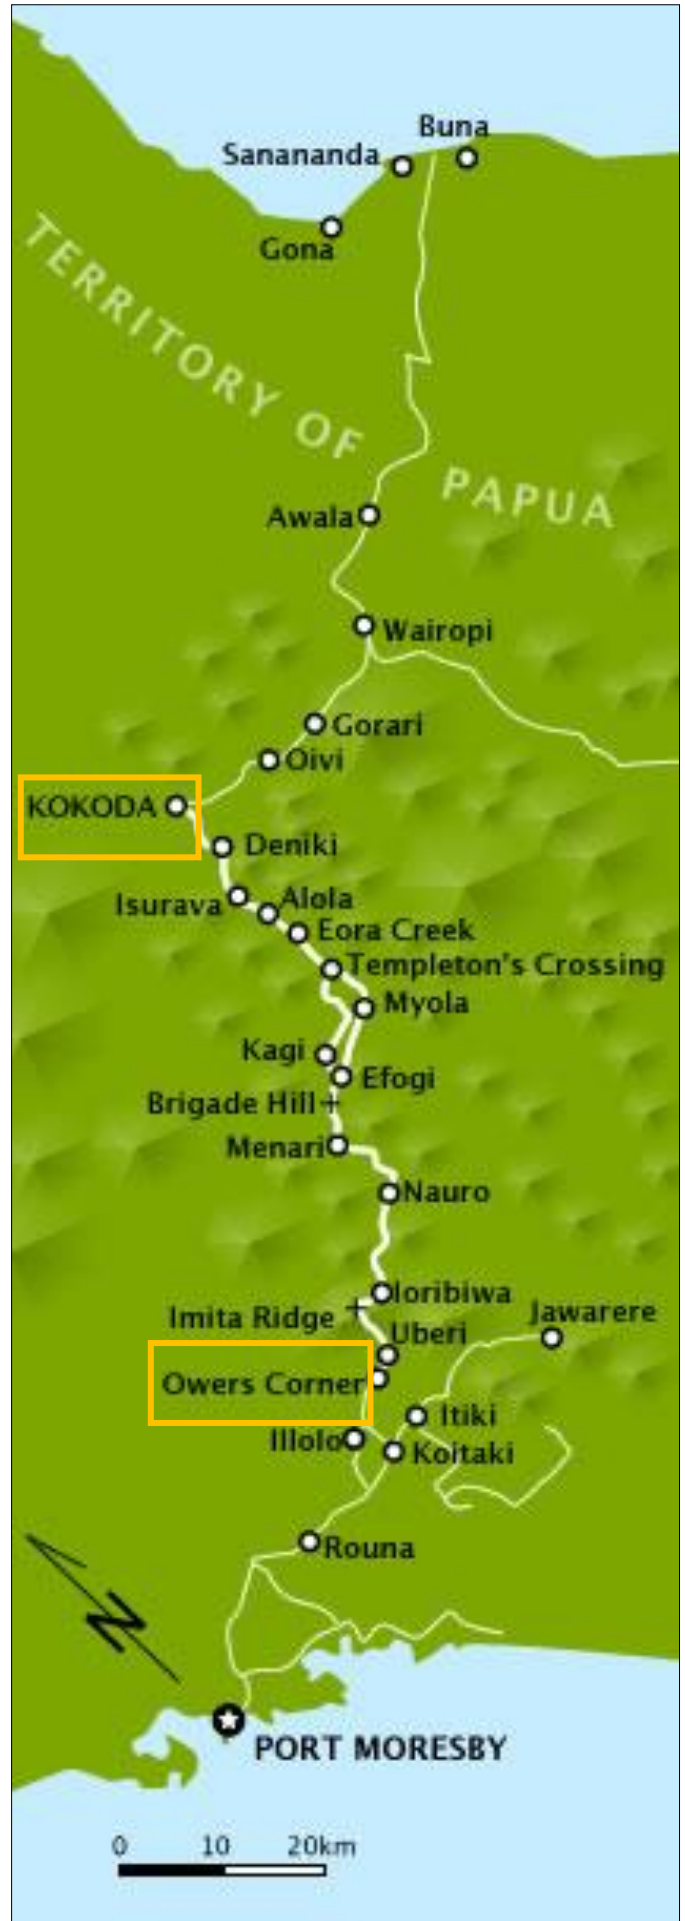 Buna
Sanananda
Gona
TERRITORY OF PAPUA
Awala
Wairopi
Gorari
Oivi
KOKODA
Deniki
Alola
Isurava
Eora Creek
Templeton's Crossing
Myola
Kagi
Efogi
Brigade Hill
Menari
Nauro
Ioribiwa
Imita Ridge
Jawarere
Uberi
Owers Corner
Itiki
Illolo
Koitaki
Rouna
N
PORT MORESBY
0 10 20km